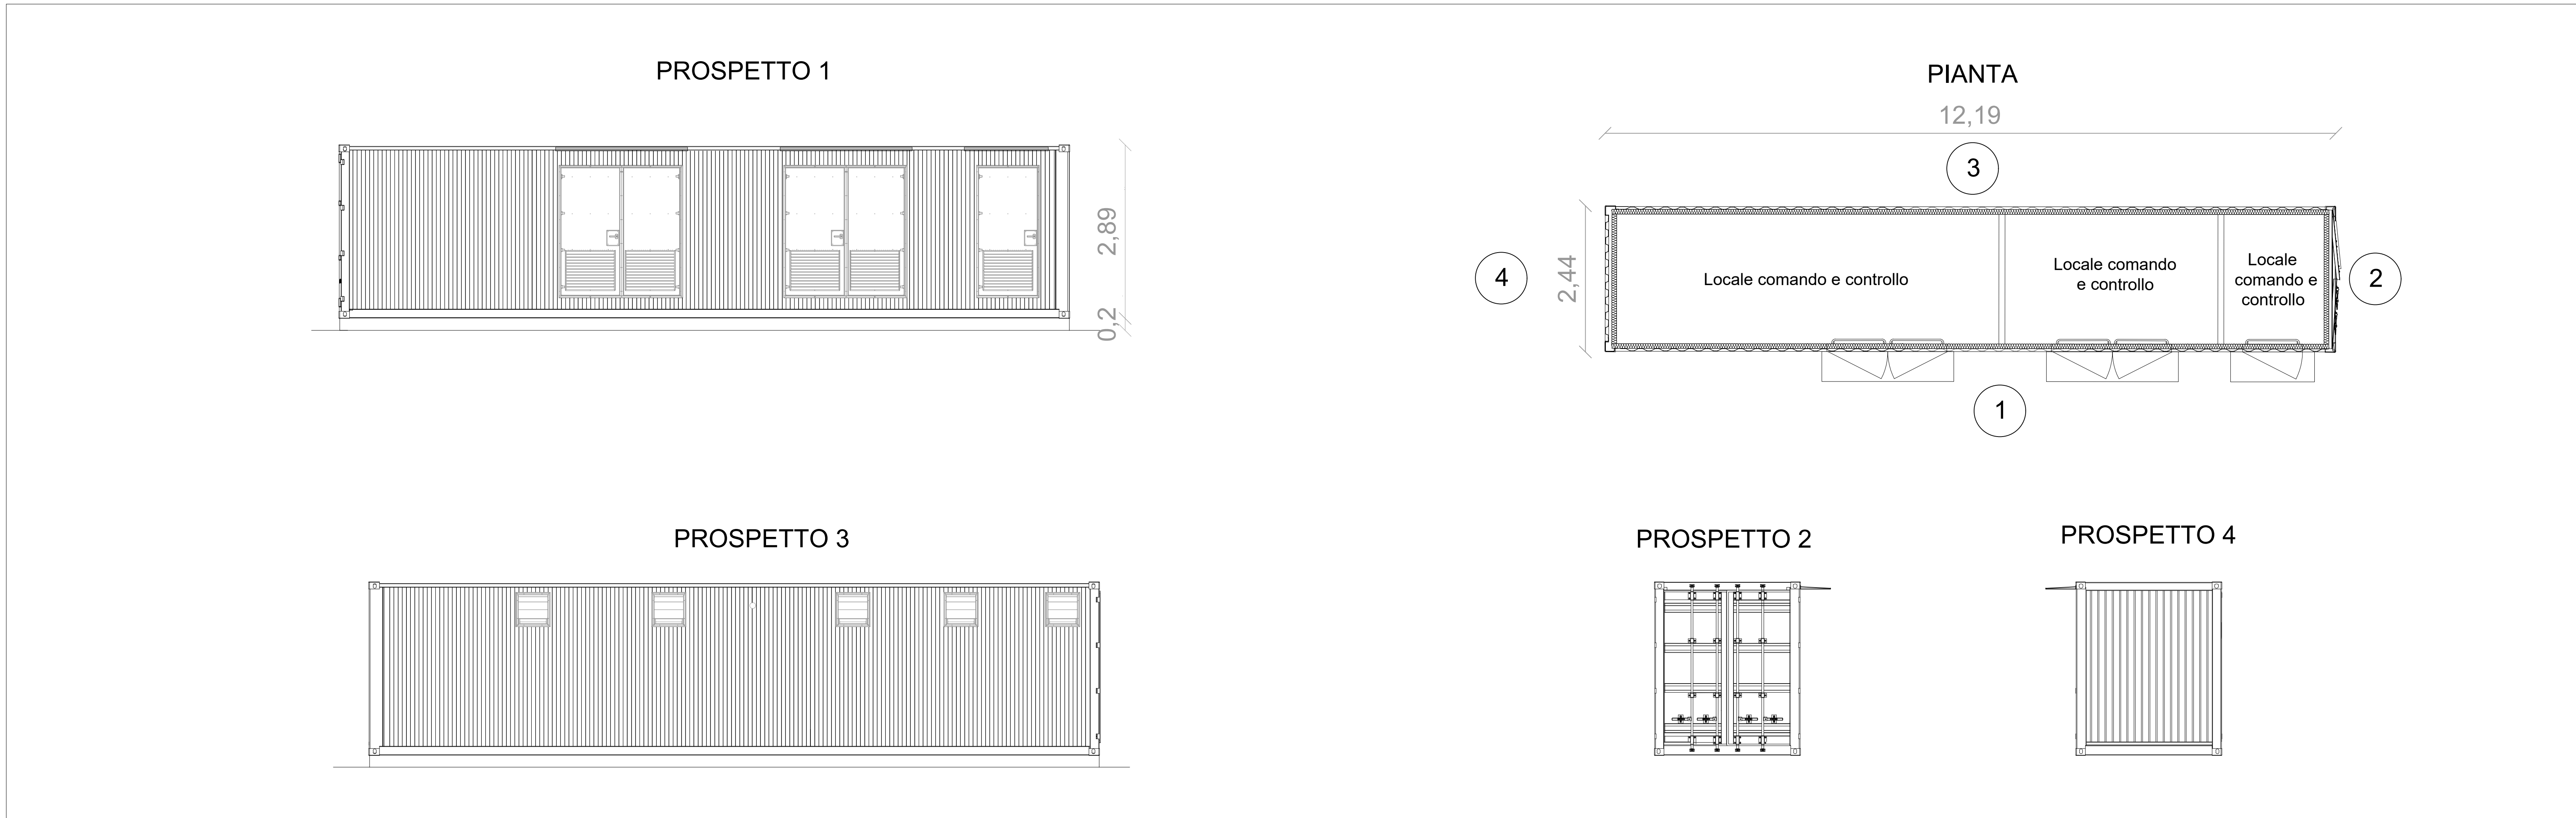 PROSPETTO 1
2,89
0,2
PIANTA
12,19
3
4
2,44
Locale comando e controllo
Locale comando
e controllo
Locale
comando e
controllo
2
1
PROSPETTO 3
PROSPETTO 2
PROSPETTO 4